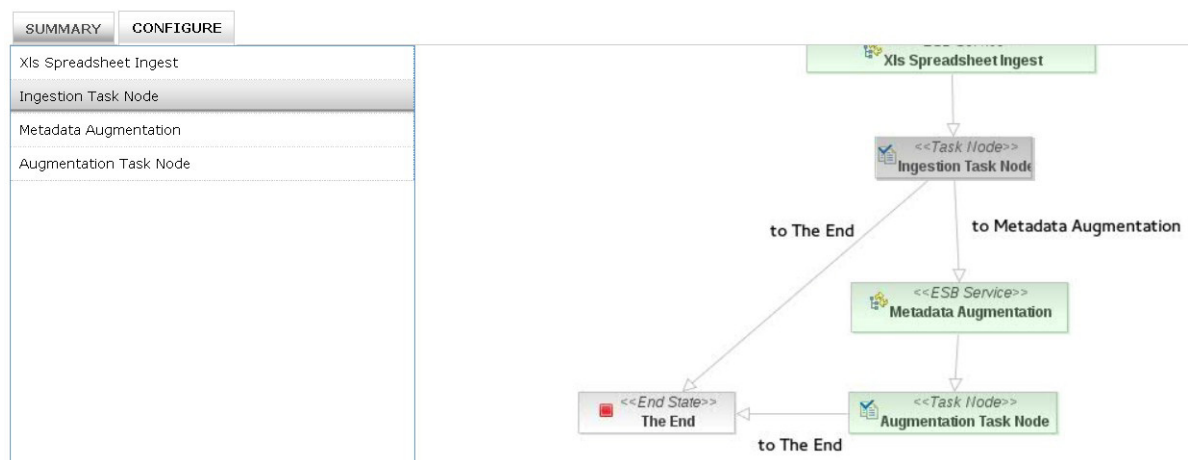 SUMMARY
CONFIGURE
Xls Spreadsheet Ingest
Ingestion Task Node
Metadata Augmentation
Augmentation Task Node
Xls Spreadsheet Ingest
<<Task Node>>
Ingestion Task Node
to The End
to Metadata Augmentation
<<ESB Service>>
Metadata Augmentation
<<End State>>
The End
<<Task Node>>
Augmentation Task Node
to The End